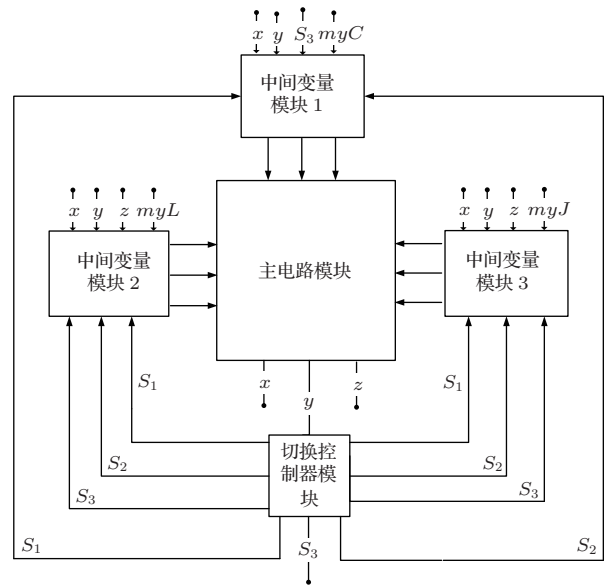 x y S₃ myC
中间变量
模块 1
x y z myL
x y z myJ
中间变量
模块 2
主电路模块
中间变量
模块 3
S₁
x
y
z
S₁
切换控
制器模
块
S₂
S₂
S₃
S₃
S₁
S₃
S₂